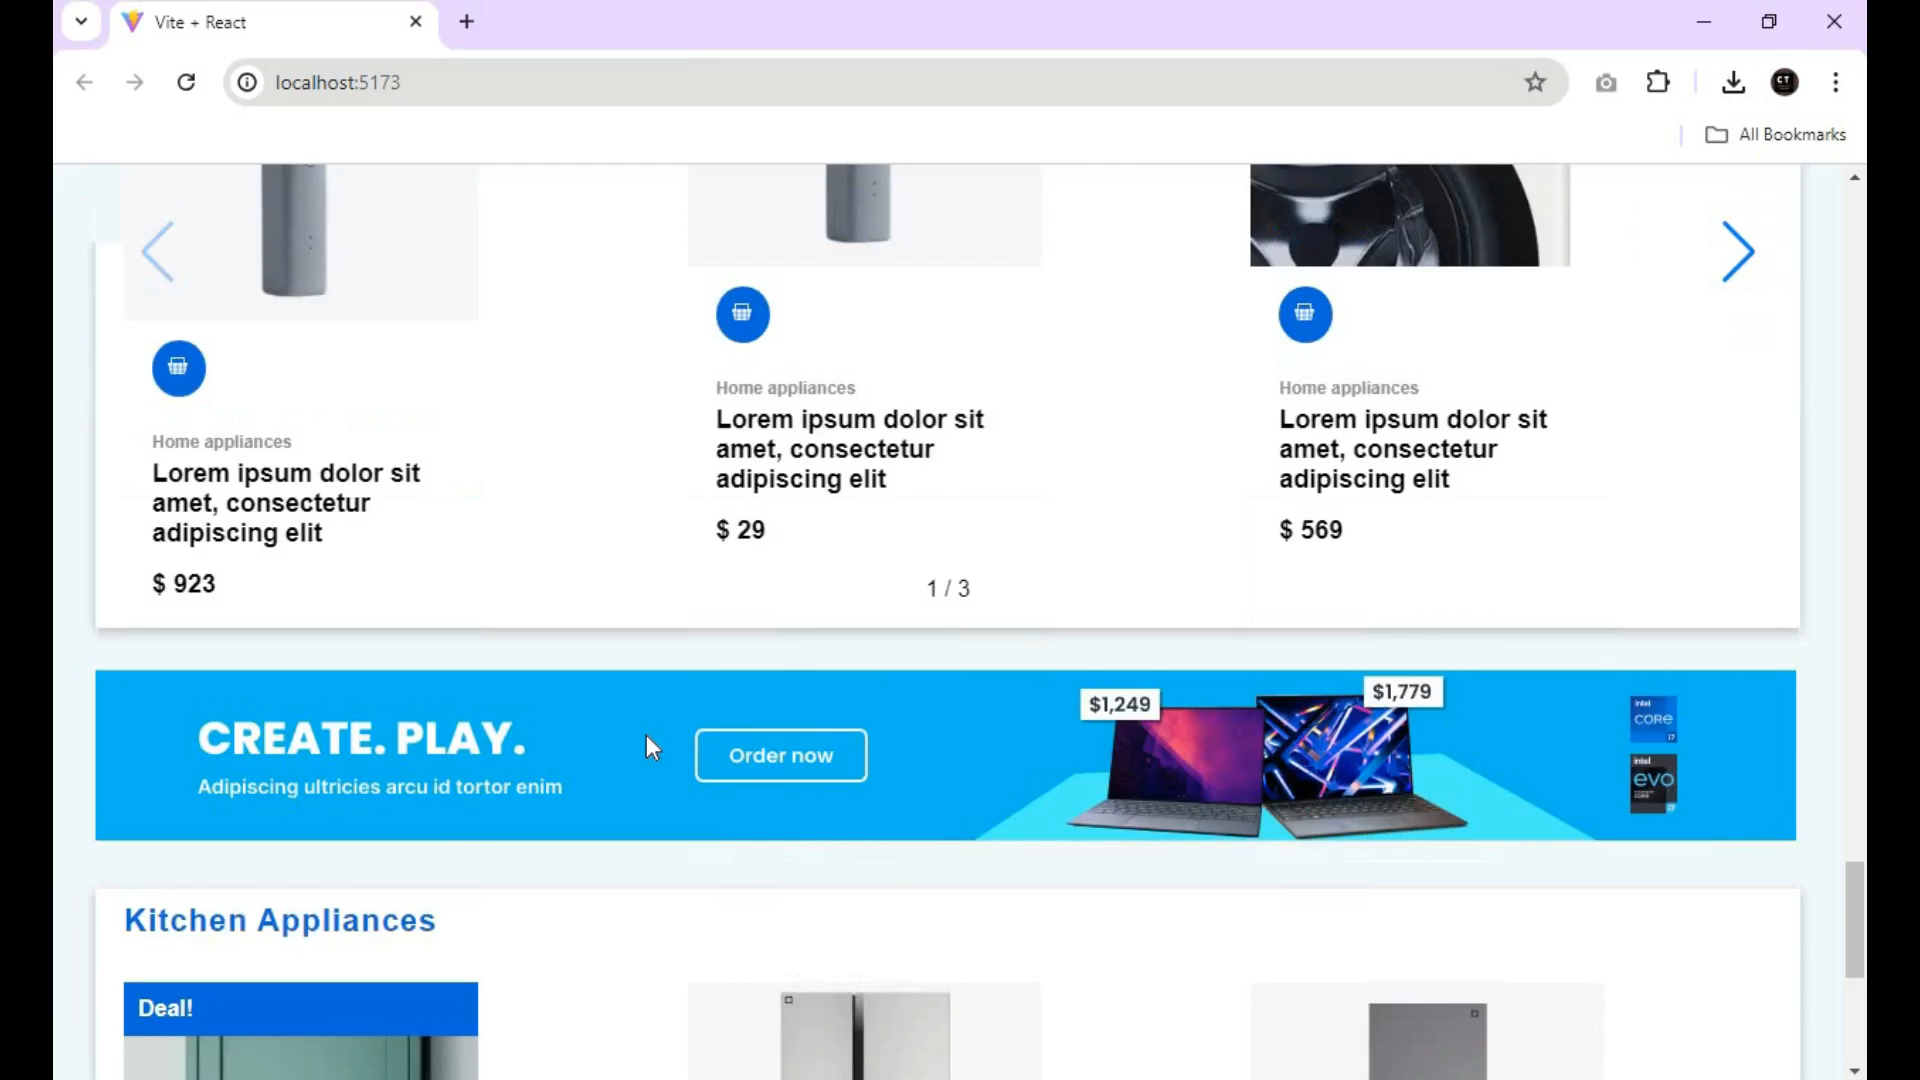 Vite + React
localhost:5173
CT
All Bookmarks
Home appliances
Lorem ipsum dolor sit
amet, consectetur
adipiscing elit
$ 923
Home appliances
Lorem ipsum dolor sit
amet, consectetur
adipiscing elit
$ 29
Home appliances
Lorem ipsum dolor sit
amet, consectetur
adipiscing elit
$ 569
1 / 3
CREATE. PLAY.
Adipiscing ultricies arcu id tortor enim
Order now
$1,249
$1,779
intel
CORE
i7
intel
evo
CORE
i7
Kitchen Appliances
Deal!